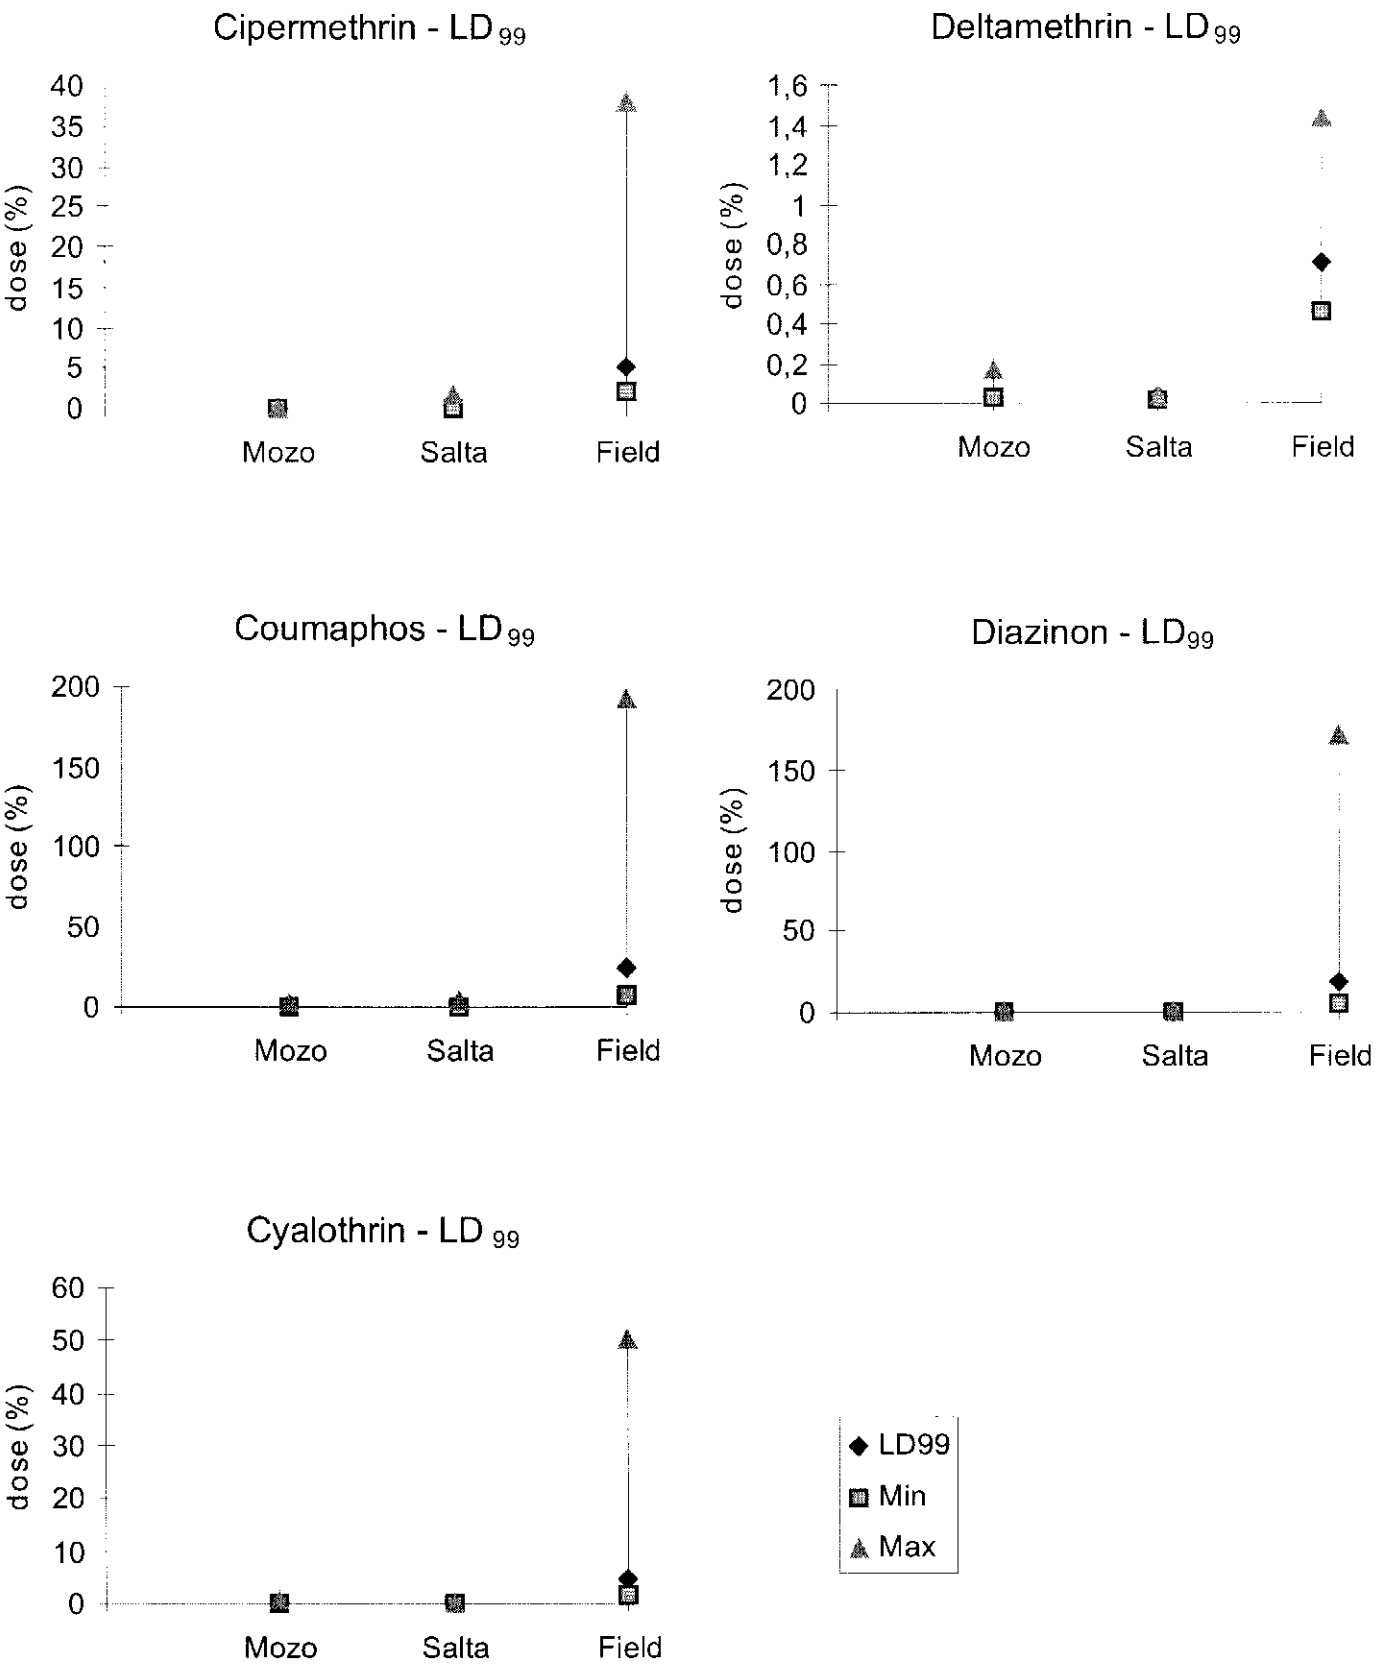 Cipermethrin - LD 99
dose (%)
40
35
30
25
20
15
10
5
0
Mozo Salta Field
Deltamethrin - LD 99
dose (%)
1,6
1,4
1,2
1
0,8
0,6
0,4
0,2
0
Mozo Salta Field
Coumaphos - LD 99
dose (%)
200
150
100
50
0
Mozo Salta Field
Diazinon - LD99
dose (%)
200
150
100
50
0
Mozo Salta Field
Cyalothrin - LD 99
dose (%)
60
50
40
30
20
10
0
Mozo Salta Field
LD99
Min
Max